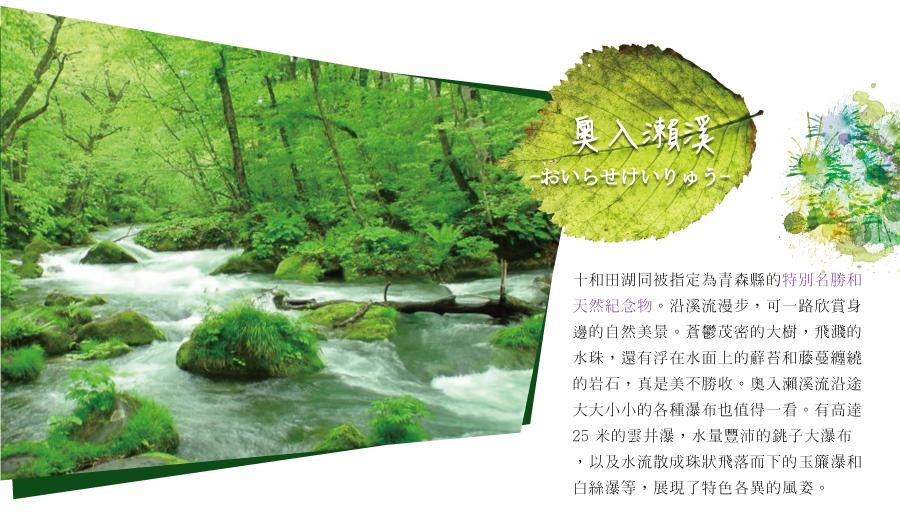 奧入瀨溪
-おいらせけいりゅう-
十和田湖同被指定為青森縣的特別名勝和
天然紀念物。沿溪流漫步，可一路欣賞身
邊的自然美景。蒼鬱茂密的大樹，飛濺的
水珠，還有浮在水面上的蘚苔和藤蔓纏繞
的岩石，真是美不勝收。奧入瀨溪流沿途
大大小小的各種瀑布也值得一看。有高達
25 米的雲井瀑，水量豐沛的銚子大瀑布
，以及水流散成珠狀飛落而下的玉簾瀑和
白絲瀑等，展現了特色各異的風姿。